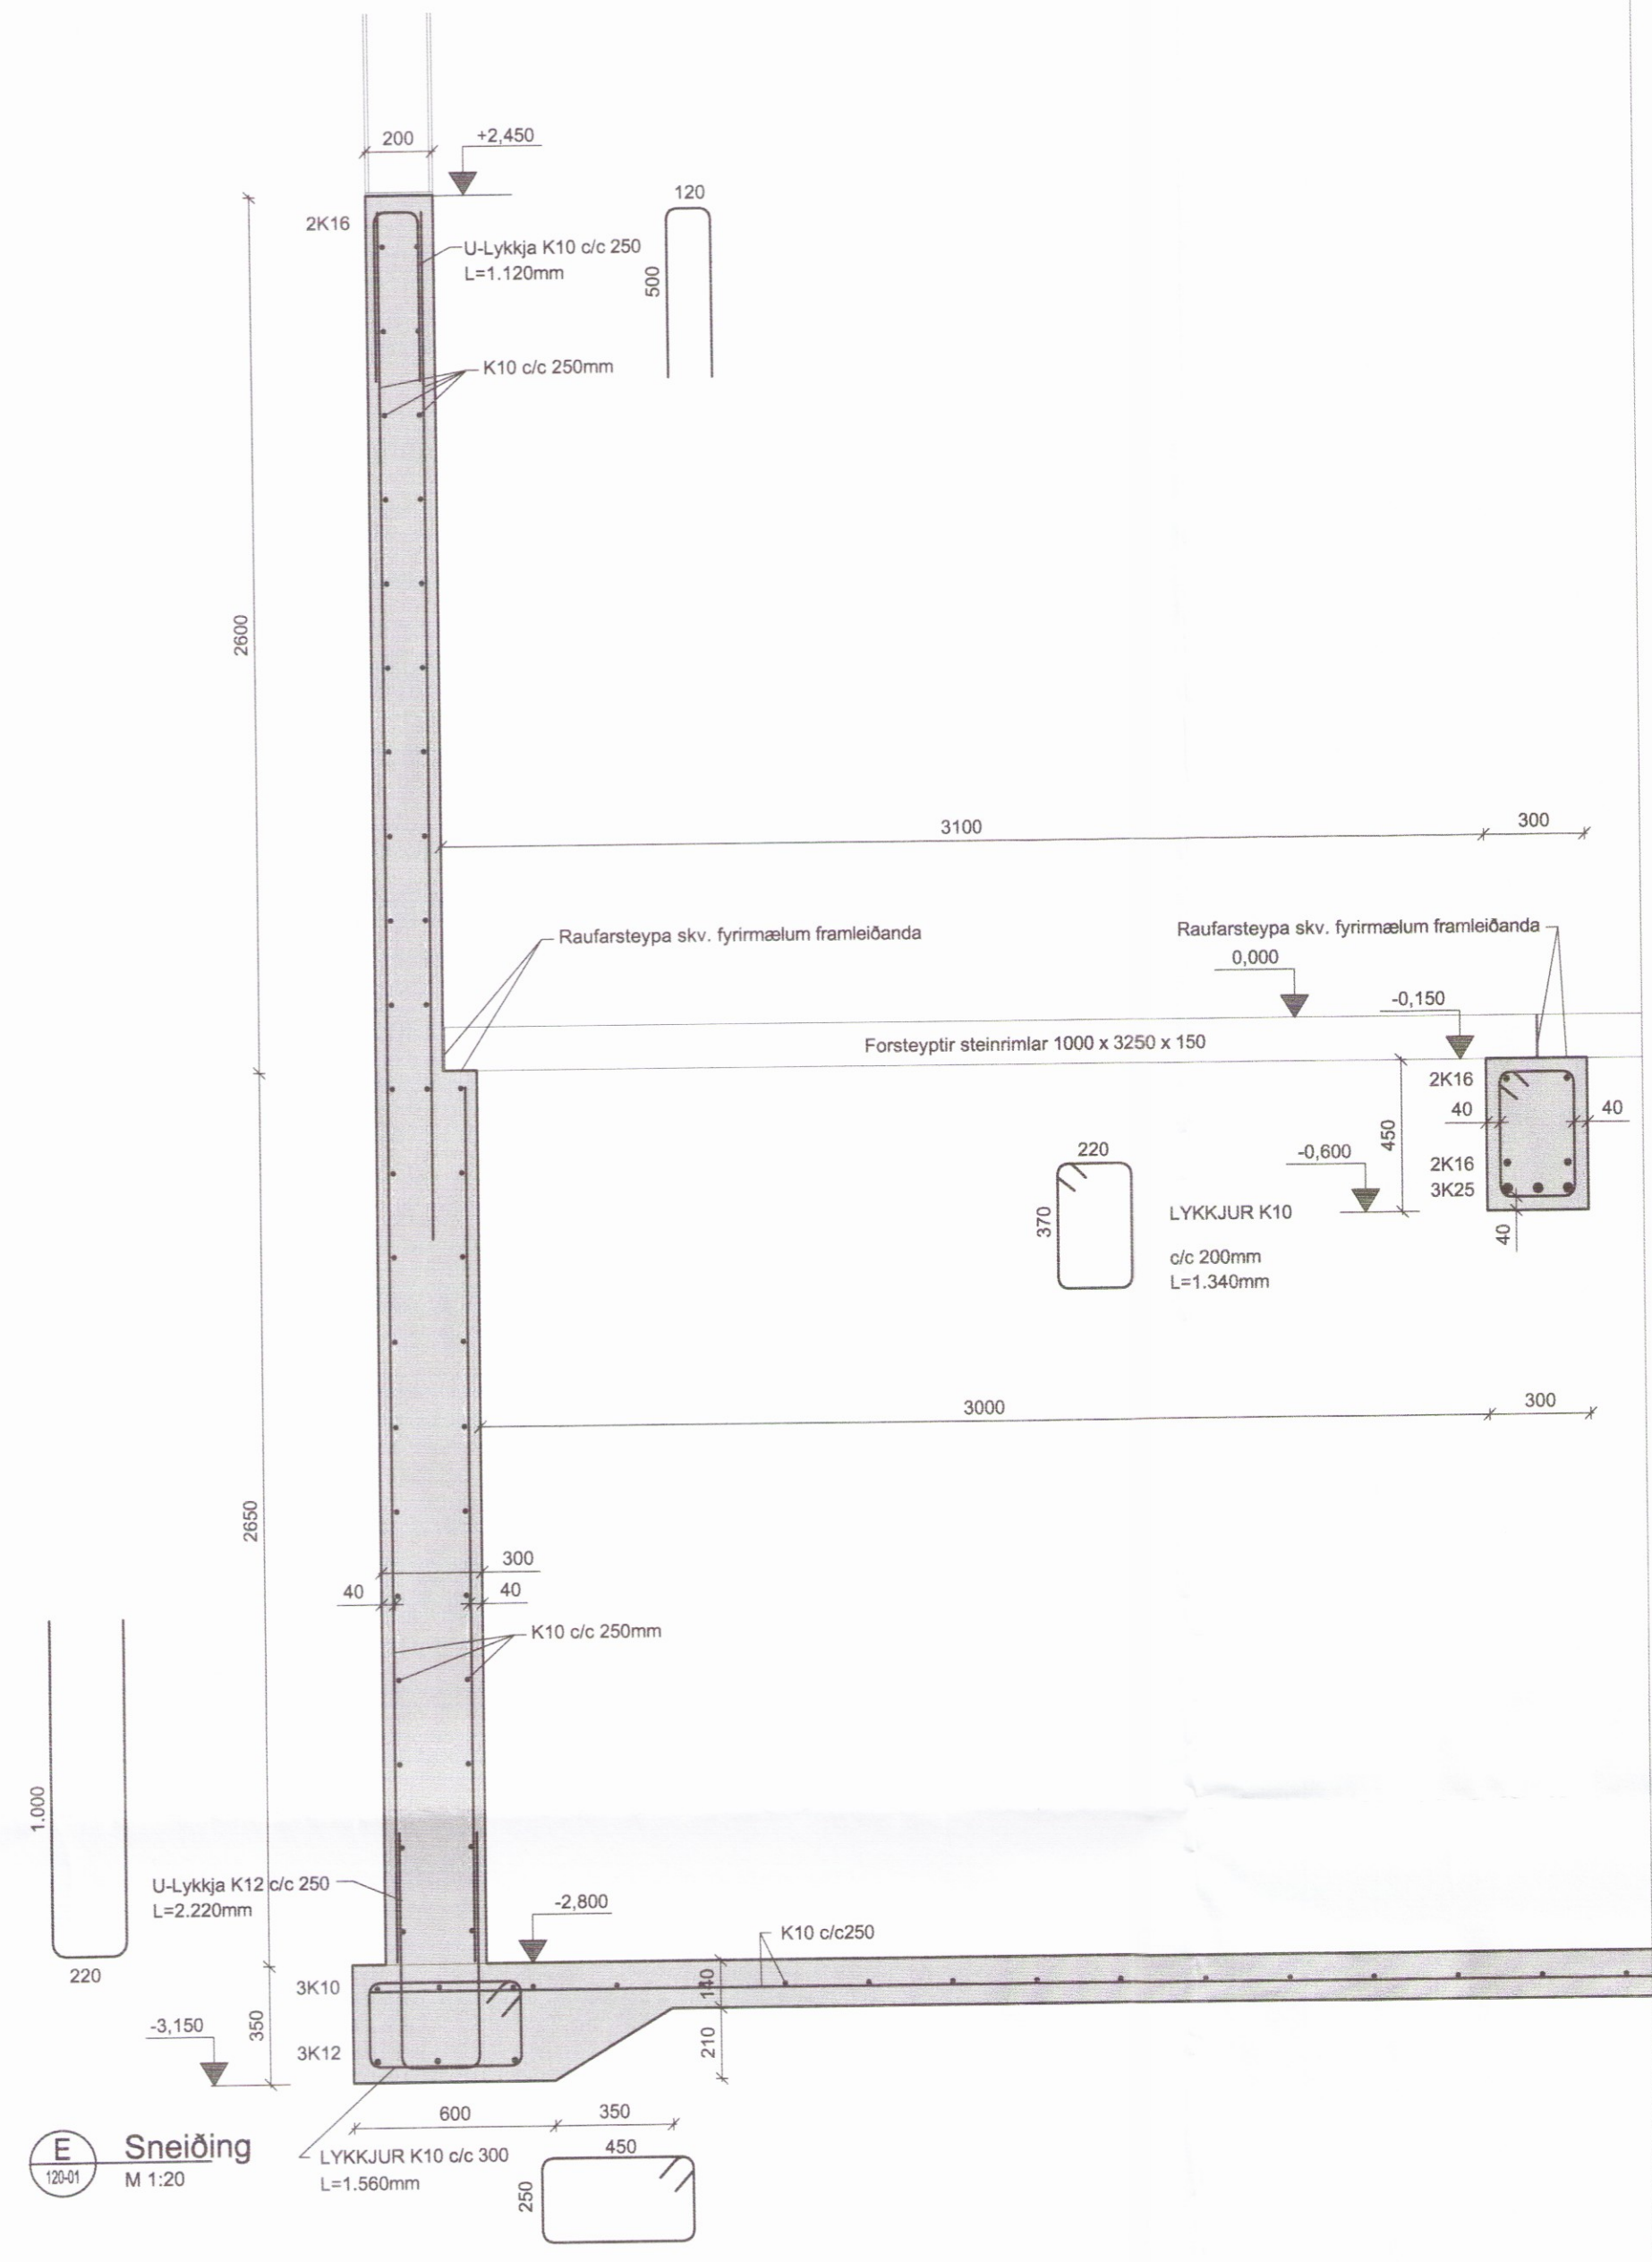 200
+2,450
120
2K16
U-Lykkja K10 c/c 250
L=1.120mm
500
K10 c/c 250mm
2600
3100
300
Raufarsteypa skv. fyrirmælum framleiðanda
Raufarsteypa skv. fyrirmælum framleiðanda
0,000
-0,150
Forsteyptir steinrimlar 1000 x 3250 x 150
2K16
40
40
450
220
-0,600
2K16
3K25
370
LYKKJUR K10
40
c/c 200mm
L=1.340mm
3000
300
2650
300
40
40
K10 c/c 250mm
1.000
U-Lykkja K12 c/c 250
L=2.220mm
-2,800
K10 c/c250
220
3K10
140
-3,150
350
210
3K12
600
350
E
120-01
Sneiðing
M 1:20
LYKKJUR K10 c/c 300
L=1.560mm
450
250